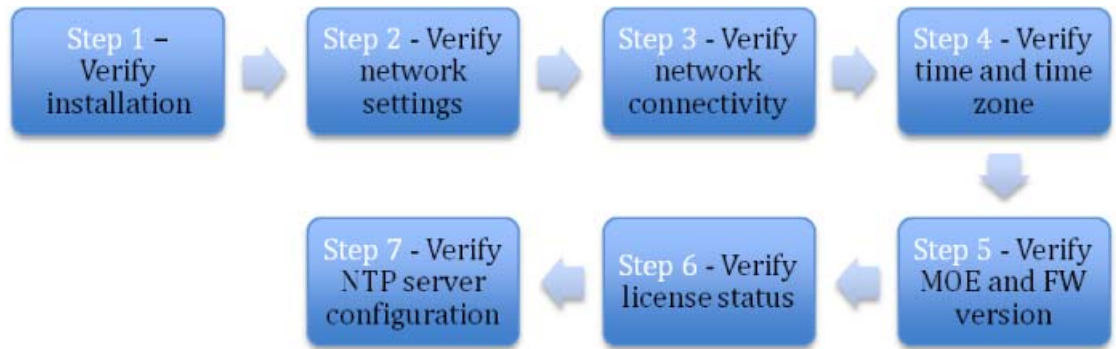 Step 1 –
Verify
installation
Step 2 - Verify
network
settings
Step 3 - Verify
network
connectivity
Step 4 - Verify
time and time
zone
Step 5 - Verify
MOE and FW
version
Step 6 - Verify
license status
Step 7 - Verify
NTP server
configuration